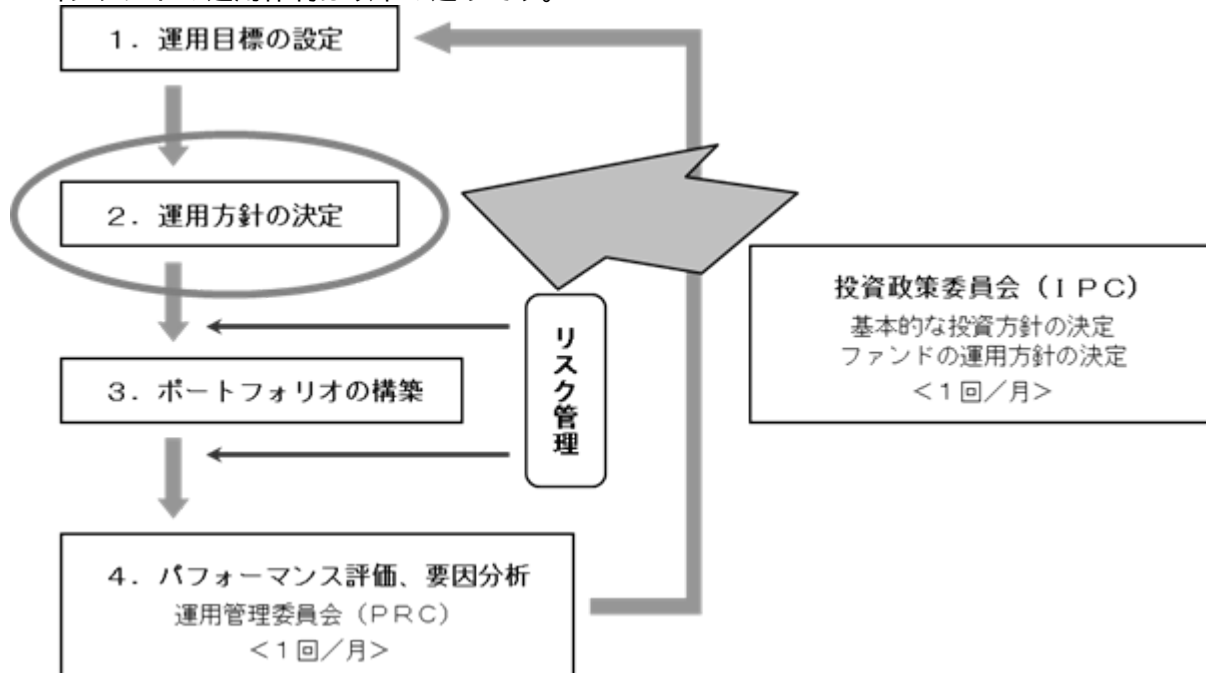 １．運用目標の設定
２．運用方針の決定
３．ポートフォリオの構築
４．パフォーマンス評価、要因分析
運用管理委員会（ＰＲＣ）
＜１回／月＞
リスク管理
投資政策委員会（ＩＰＣ）
基本的な投資方針の決定
ファンドの運用方針の決定
＜１回／月＞